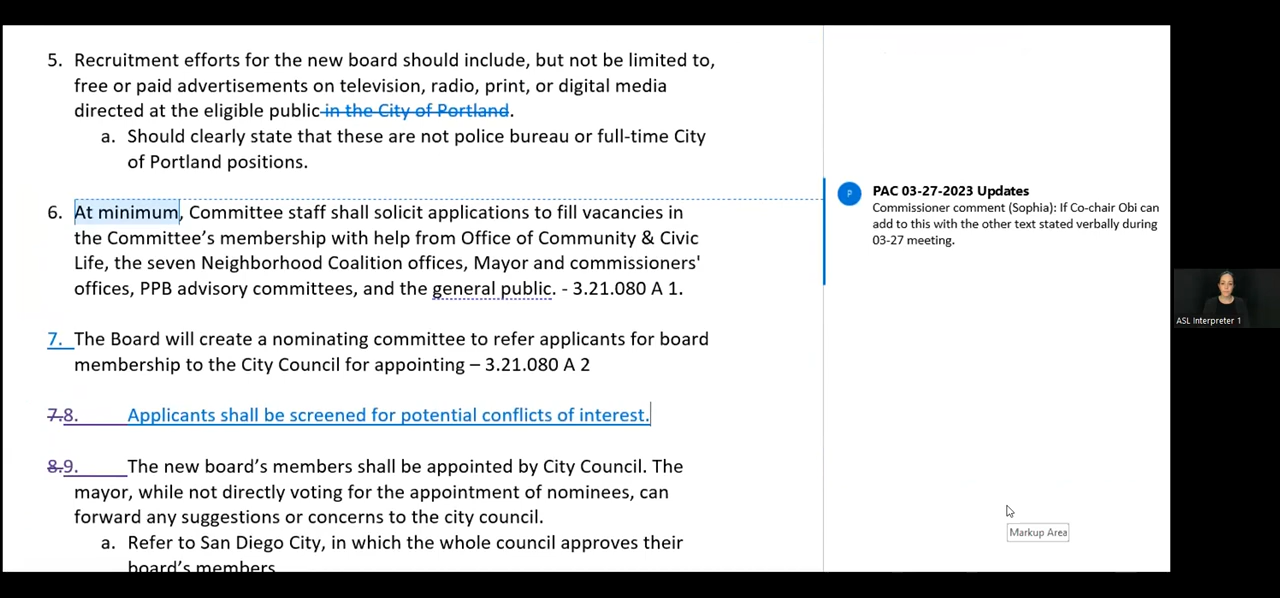 5. Recruitment efforts for the new board should include, but not be limited to,
free or paid advertisements on television, radio, print, or digital media
directed at the eligible public in the City of Portland.
a. Should clearly state that these are not police bureau or full-time City
of Portland positions.
6. At minimum, Committee staff shall solicit applications to fill vacancies in
the Committee's membership with help from Office of Community & Civic
Life, the seven Neighborhood Coalition offices, Mayor and commissioners'
offices, PPB advisory committees, and the general public. - 3.21.080 A 1.
7. The Board will create a nominating committee to refer applicants for board
membership to the City Council for appointing – 3.21.080 A 2
7.8. Applicants shall be screened for potential conflicts of interest.
8.9. The new board's members shall be appointed by City Council. The
mayor, while not directly voting for the appointment of nominees, can
forward any suggestions or concerns to the city council.
a. Refer to San Diego City, in which the whole council approves their
board's members
P
PAC 03-27-2023 Updates
Commissioner comment (Sophia): If Co-chair Obi can
add to this with the other text stated verbally during
03-27 meeting.
Markup Area
ASL Interpreter 1